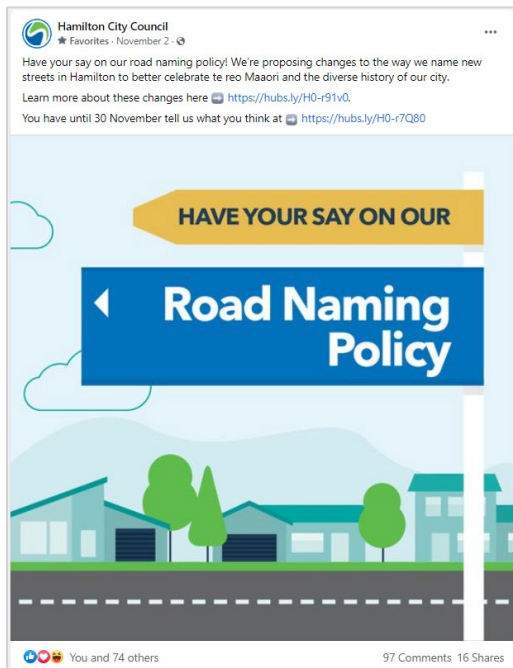 Hamilton City Council
Favorites · November 2 ·
Have your say on our road naming policy! We're proposing changes to the way we name new
streets in Hamilton to better celebrate te reo Maaori and the diverse history of our city.
Learn more about these changes here https://hubs.ly/H0-r91v0.
You have until 30 November tell us what you think at https://hubs.ly/H0-r7Q80
HAVE YOUR SAY ON OUR
Road Naming
Policy
You and 74 others 97 Comments 16 Shares